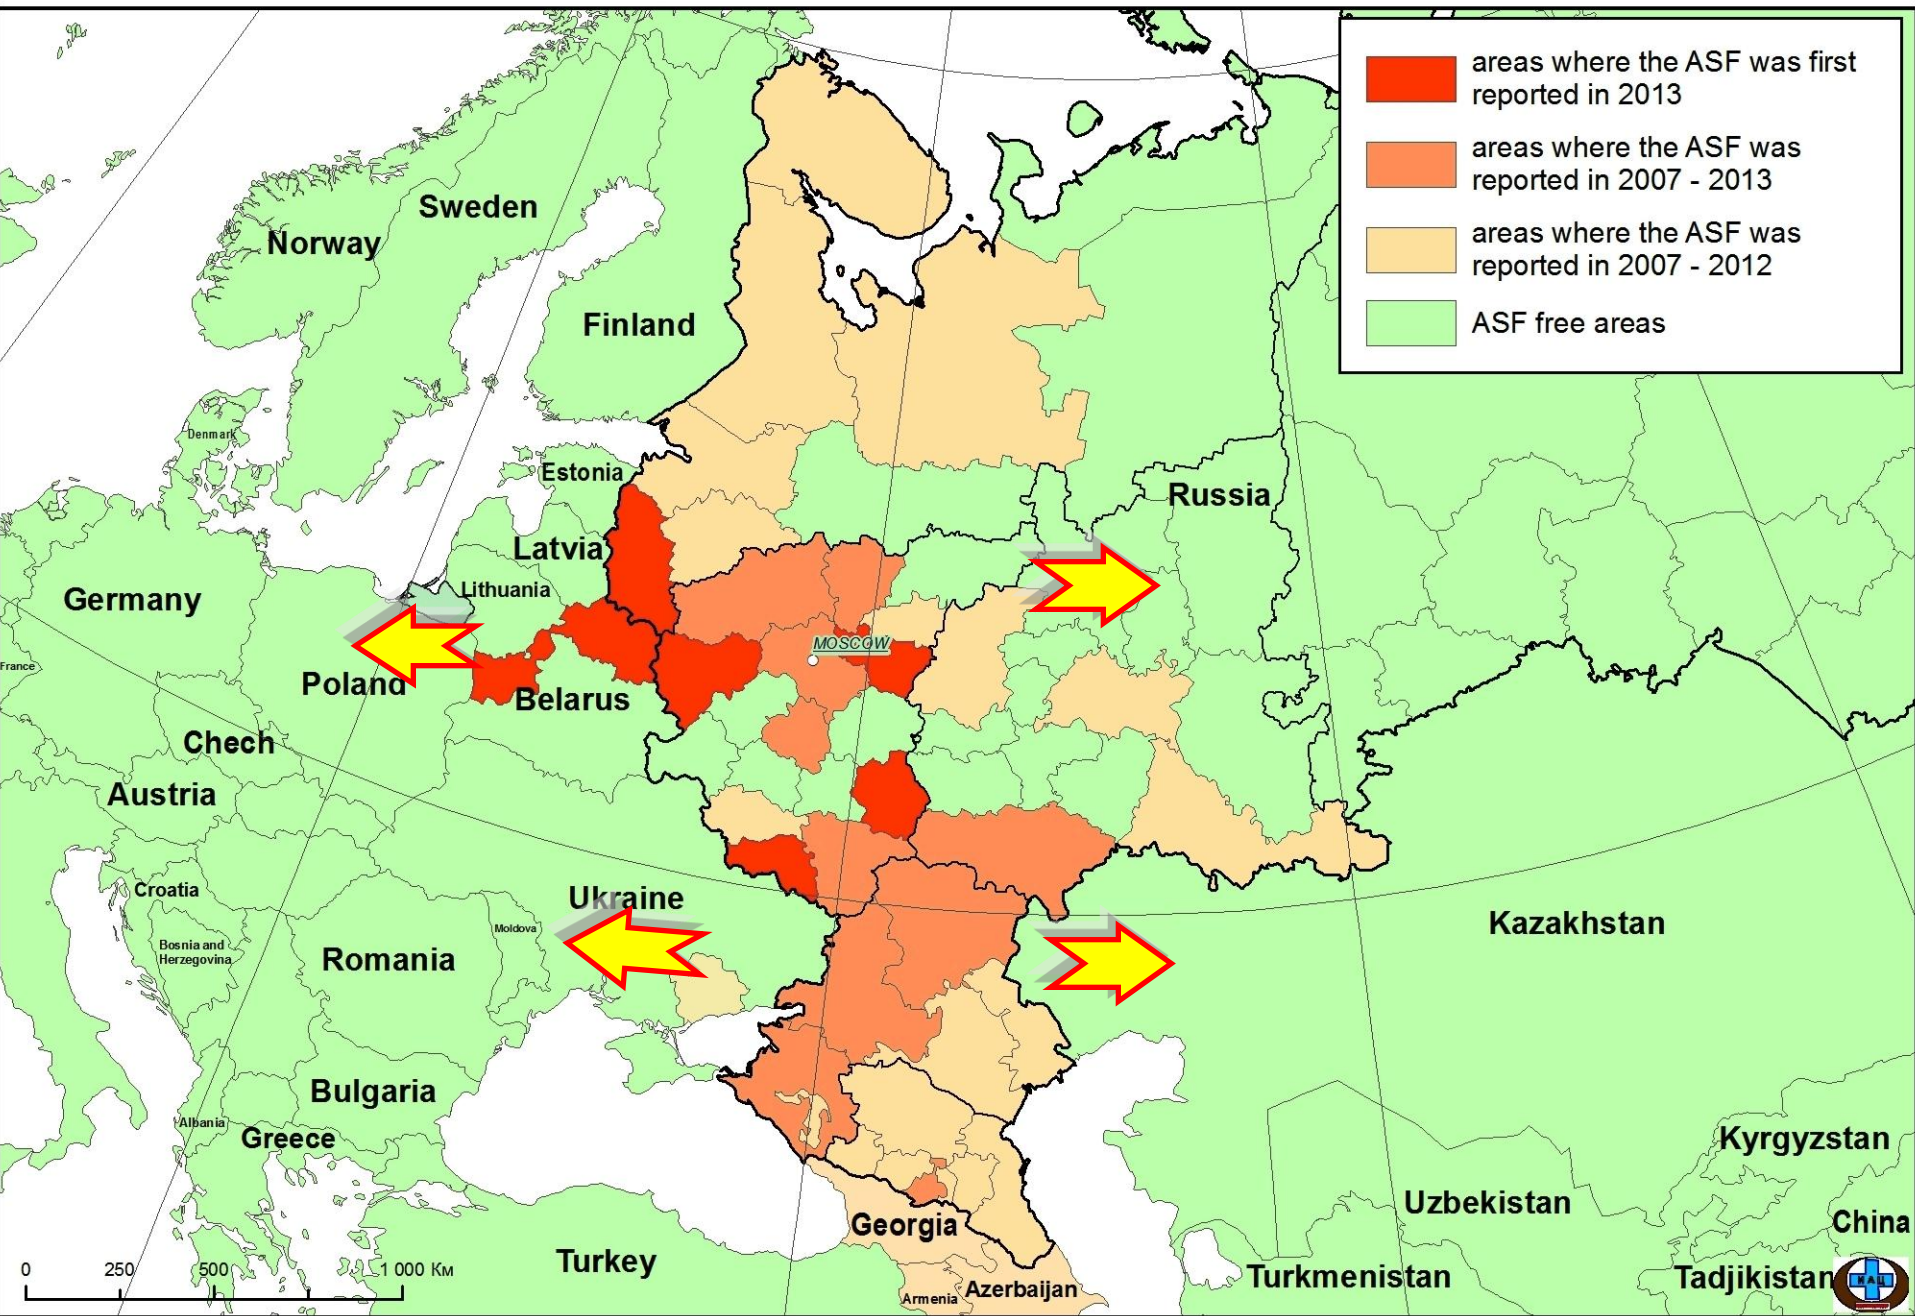 areas where the ASF was first
reported in 2013
areas where the ASF was
reported in 2007 - 2013
areas where the ASF was
reported in 2007 - 2012
ASF free areas
Sweden
Norway
Finland
Denmark
Estonia
Russia
Latvia
Lithuania
Germany
MOSCOW
France
Poland
Belarus
Chech
Austria
Croatia
Ukraine
Kazakhstan
Moldova
Bosnia and
Herzegovina
Romania
Bulgaria
Albania
Greece
Kyrgyzstan
Uzbekistan
Georgia
China
Turkey
0 250 500 1 000 Км
Turkmenistan
Tadjikistan
Azerbaijan
Armenia
ИАЦ